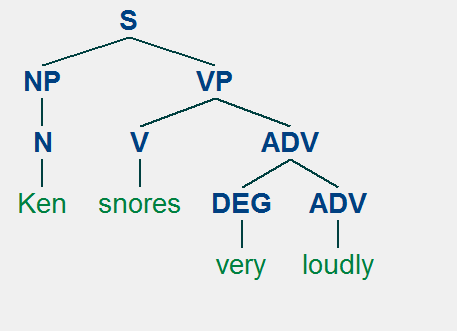 S
NP VP
N V ADV
Ken snores DEG ADV
very loudly